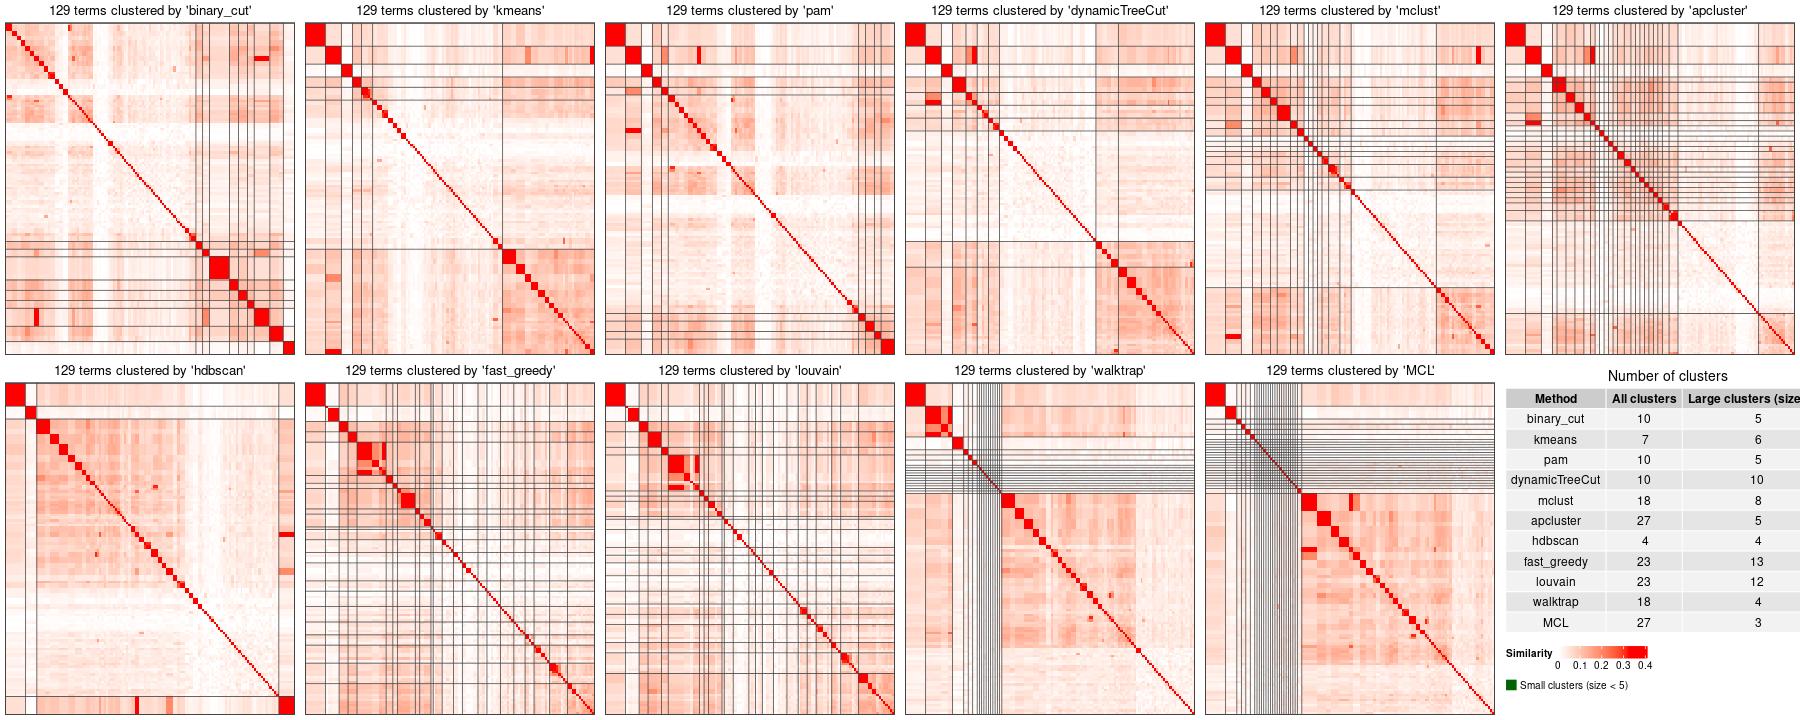 129 terms clustered by 'binary_cut'
129 terms clustered by 'kmeans'
129 terms clustered by 'pam'
129 terms clustered by 'dynamicTreeCut'
129 terms clustered by 'mclust'
129 terms clustered by 'apcluster'
129 terms clustered by 'hdbscan'
129 terms clustered by 'fast_greedy'
129 terms clustered by 'louvain'
129 terms clustered by 'walktrap'
129 terms clustered by 'MCL'
Number of clusters
Method All clusters Large clusters (size
binary_cut 10 5
kmeans 7 6
pam 10 5
dynamicTreeCut 10 10
mclust 18 8
apcluster 27 5
hdbscan 4 4
fast_greedy 23 13
louvain 23 12
walktrap 18 4
MCL 27 3
Similarity
0 0.1 0.2 0.3 0.4
Small clusters (size < 5)